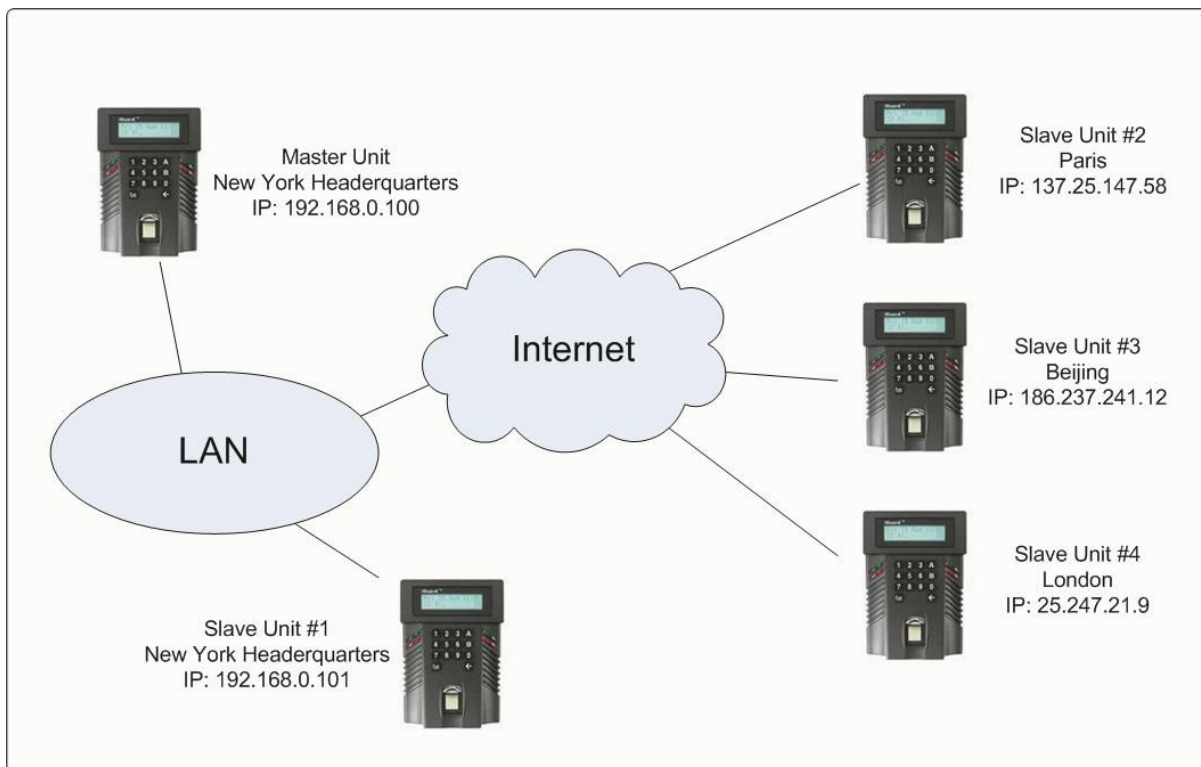 Master Unit
New York Headerquarters
IP: 192.168.0.100
Slave Unit #2
Paris
IP: 137.25.147.58
Internet
Slave Unit #3
Beijing
IP: 186.237.241.12
LAN
Slave Unit #4
London
IP: 25.247.21.9
Slave Unit #1
New York Headerquarters
IP: 192.168.0.101